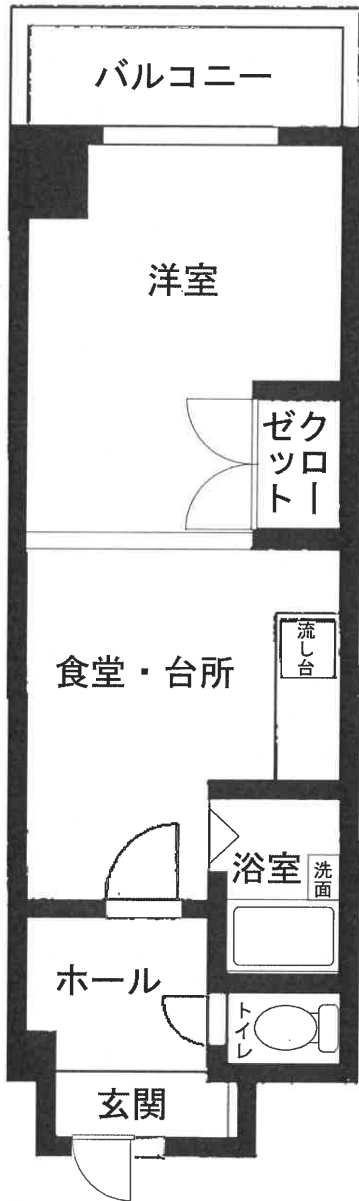 バルコニー
洋室
クロー
ゼット
流し台
食堂・台所
浴室
洗面
ホール
トイレ
玄関